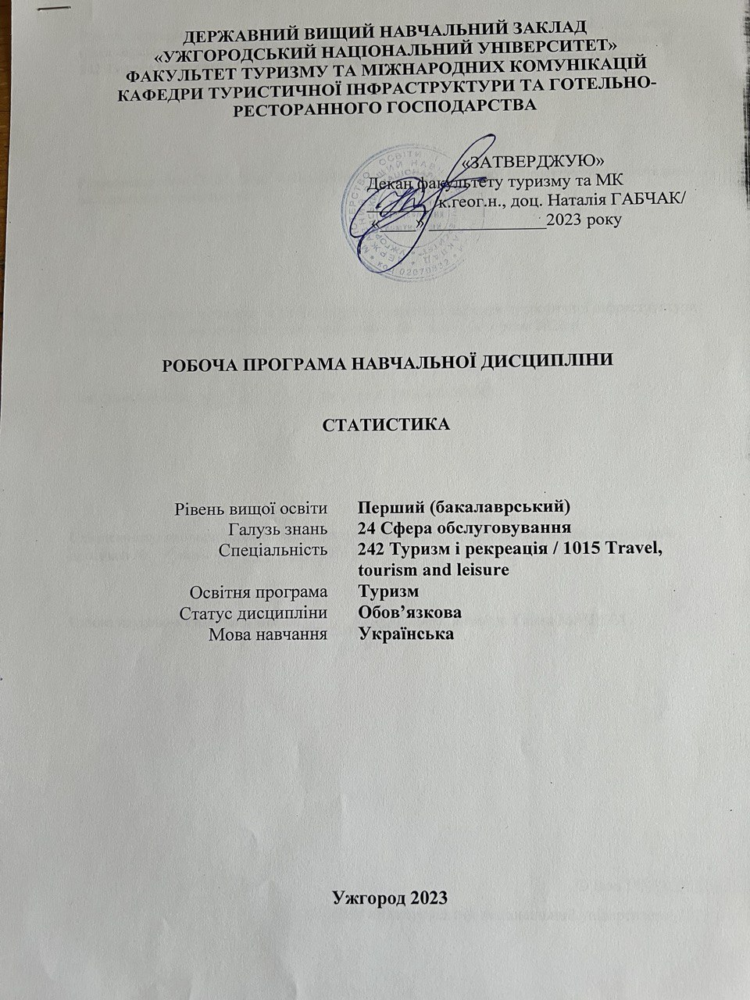 ДЕРЖАВНИЙ ВИЩИЙ НАВЧАЛЬНИЙ ЗАКЛАД
«УЖГОРОДСЬКИЙ НАЦІОНАЛЬНИЙ УНІВЕРСИТЕТ»
ФАКУЛЬТЕТ ТУРИЗМУ ТА МІЖНАРОДНИХ КОМУНІКАЦІЙ
КАФЕДРИ ТУРИСТИЧНОЇ ІНФРАСТРУКТУРИ ТА ГОТЕЛЬНО-
РЕСТОРАННОГО ГОСПОДАРСТВА
«ЗАТВЕРДЖУЮ»
Декан факультету туризму та МК
/к.геог.н., доц. Наталія ГАБЧАК/
«____» _____________2023 року
РОБОЧА ПРОГРАМА НАВЧАЛЬНОЇ ДИСЦИПЛІНИ
СТАТИСТИКА
Рівень вищої освіти Перший (бакалаврський)
Галузь знань 24 Сфера обслуговування
Спеціальність 242 Туризм і рекреація / 1015 Travel,
tourism and leisure
Освітня програма Туризм
Статус дисципліни Обов’язкова
Мова навчання Українська
Ужгород 2023